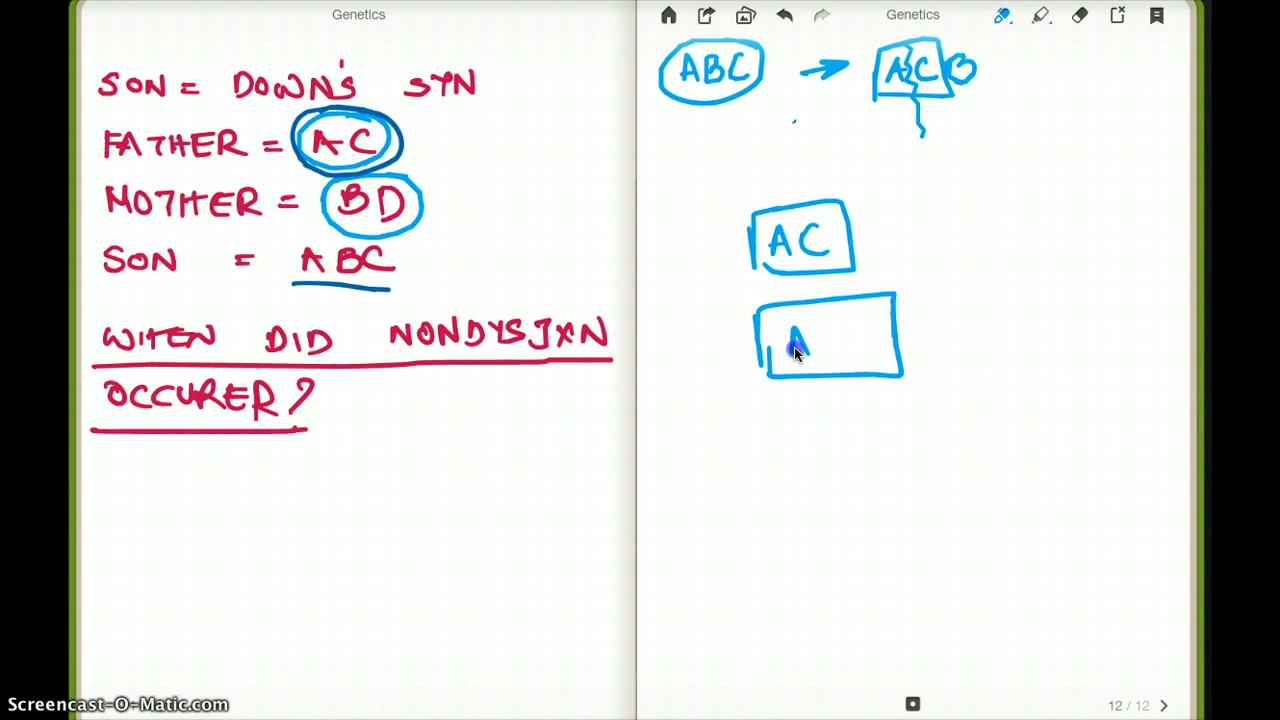 Genetics
SON = DOWN'S SYN
FATHER = AC
MOTHER = BD
SON = ABC
WHEN DID NONDYSJXN
OCCURER?
Genetics
ABC → AC B
AC
A
12 / 12
Screencast-O-Matic.com